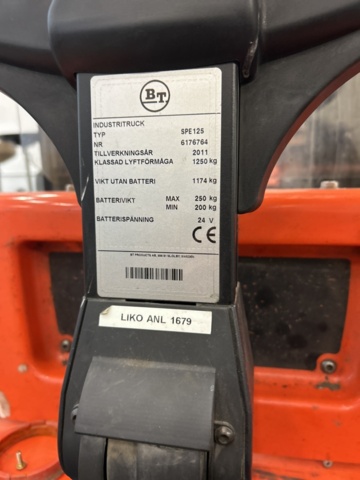 BT
INDUSTRITRUCK
TYP SPE125
NR 6176764
TILLVERKNINGSÅR 2011
KLASSAD LYFTFÖRMÅGA 1250 kg
VIKT UTAN BATTERI 1174 kg
BATTERIVIKT MAX 250 kg
MIN 200 kg
BATTERISPÄNNING 24 V
CE
LIKO ANL 1679